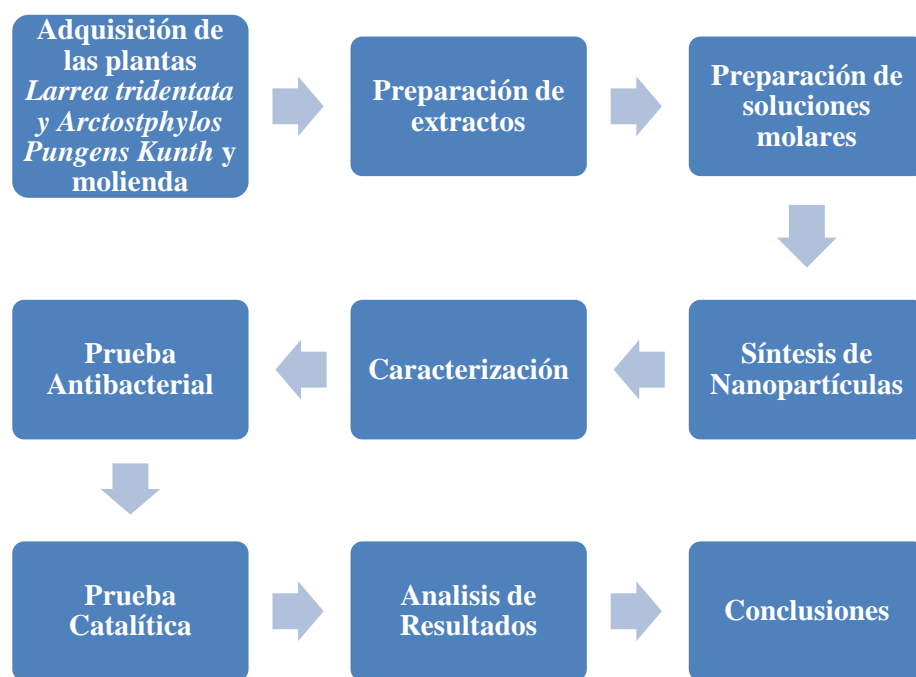 Adquisición de
las plantas
Larrea tridentata
y Arctostphylos
Pungens Kunth y
molienda
Preparación de
extractos
Preparación de
soluciones
molares
Síntesis de
Nanopartículas
Caracterización
Prueba
Antibacterial
Prueba
Catalítica
Analisis de
Resultados
Conclusiones